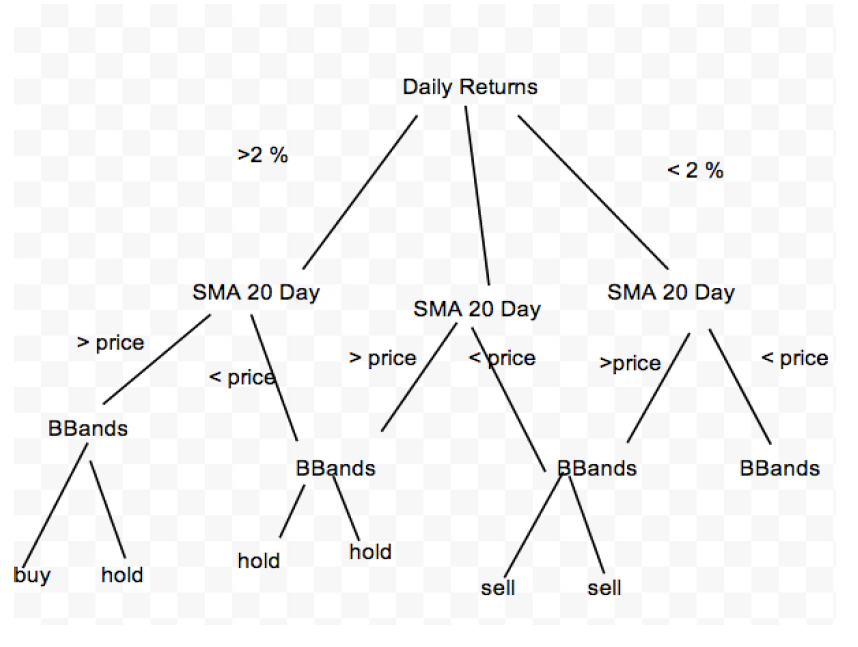 Daily Returns
>2 %
< 2 %
SMA 20 Day
SMA 20 Day
SMA 20 Day
> price
< price
> price
< price
>price
< price
BBands
BBands
BBands
BBands
buy
hold
hold
hold
sell
sell